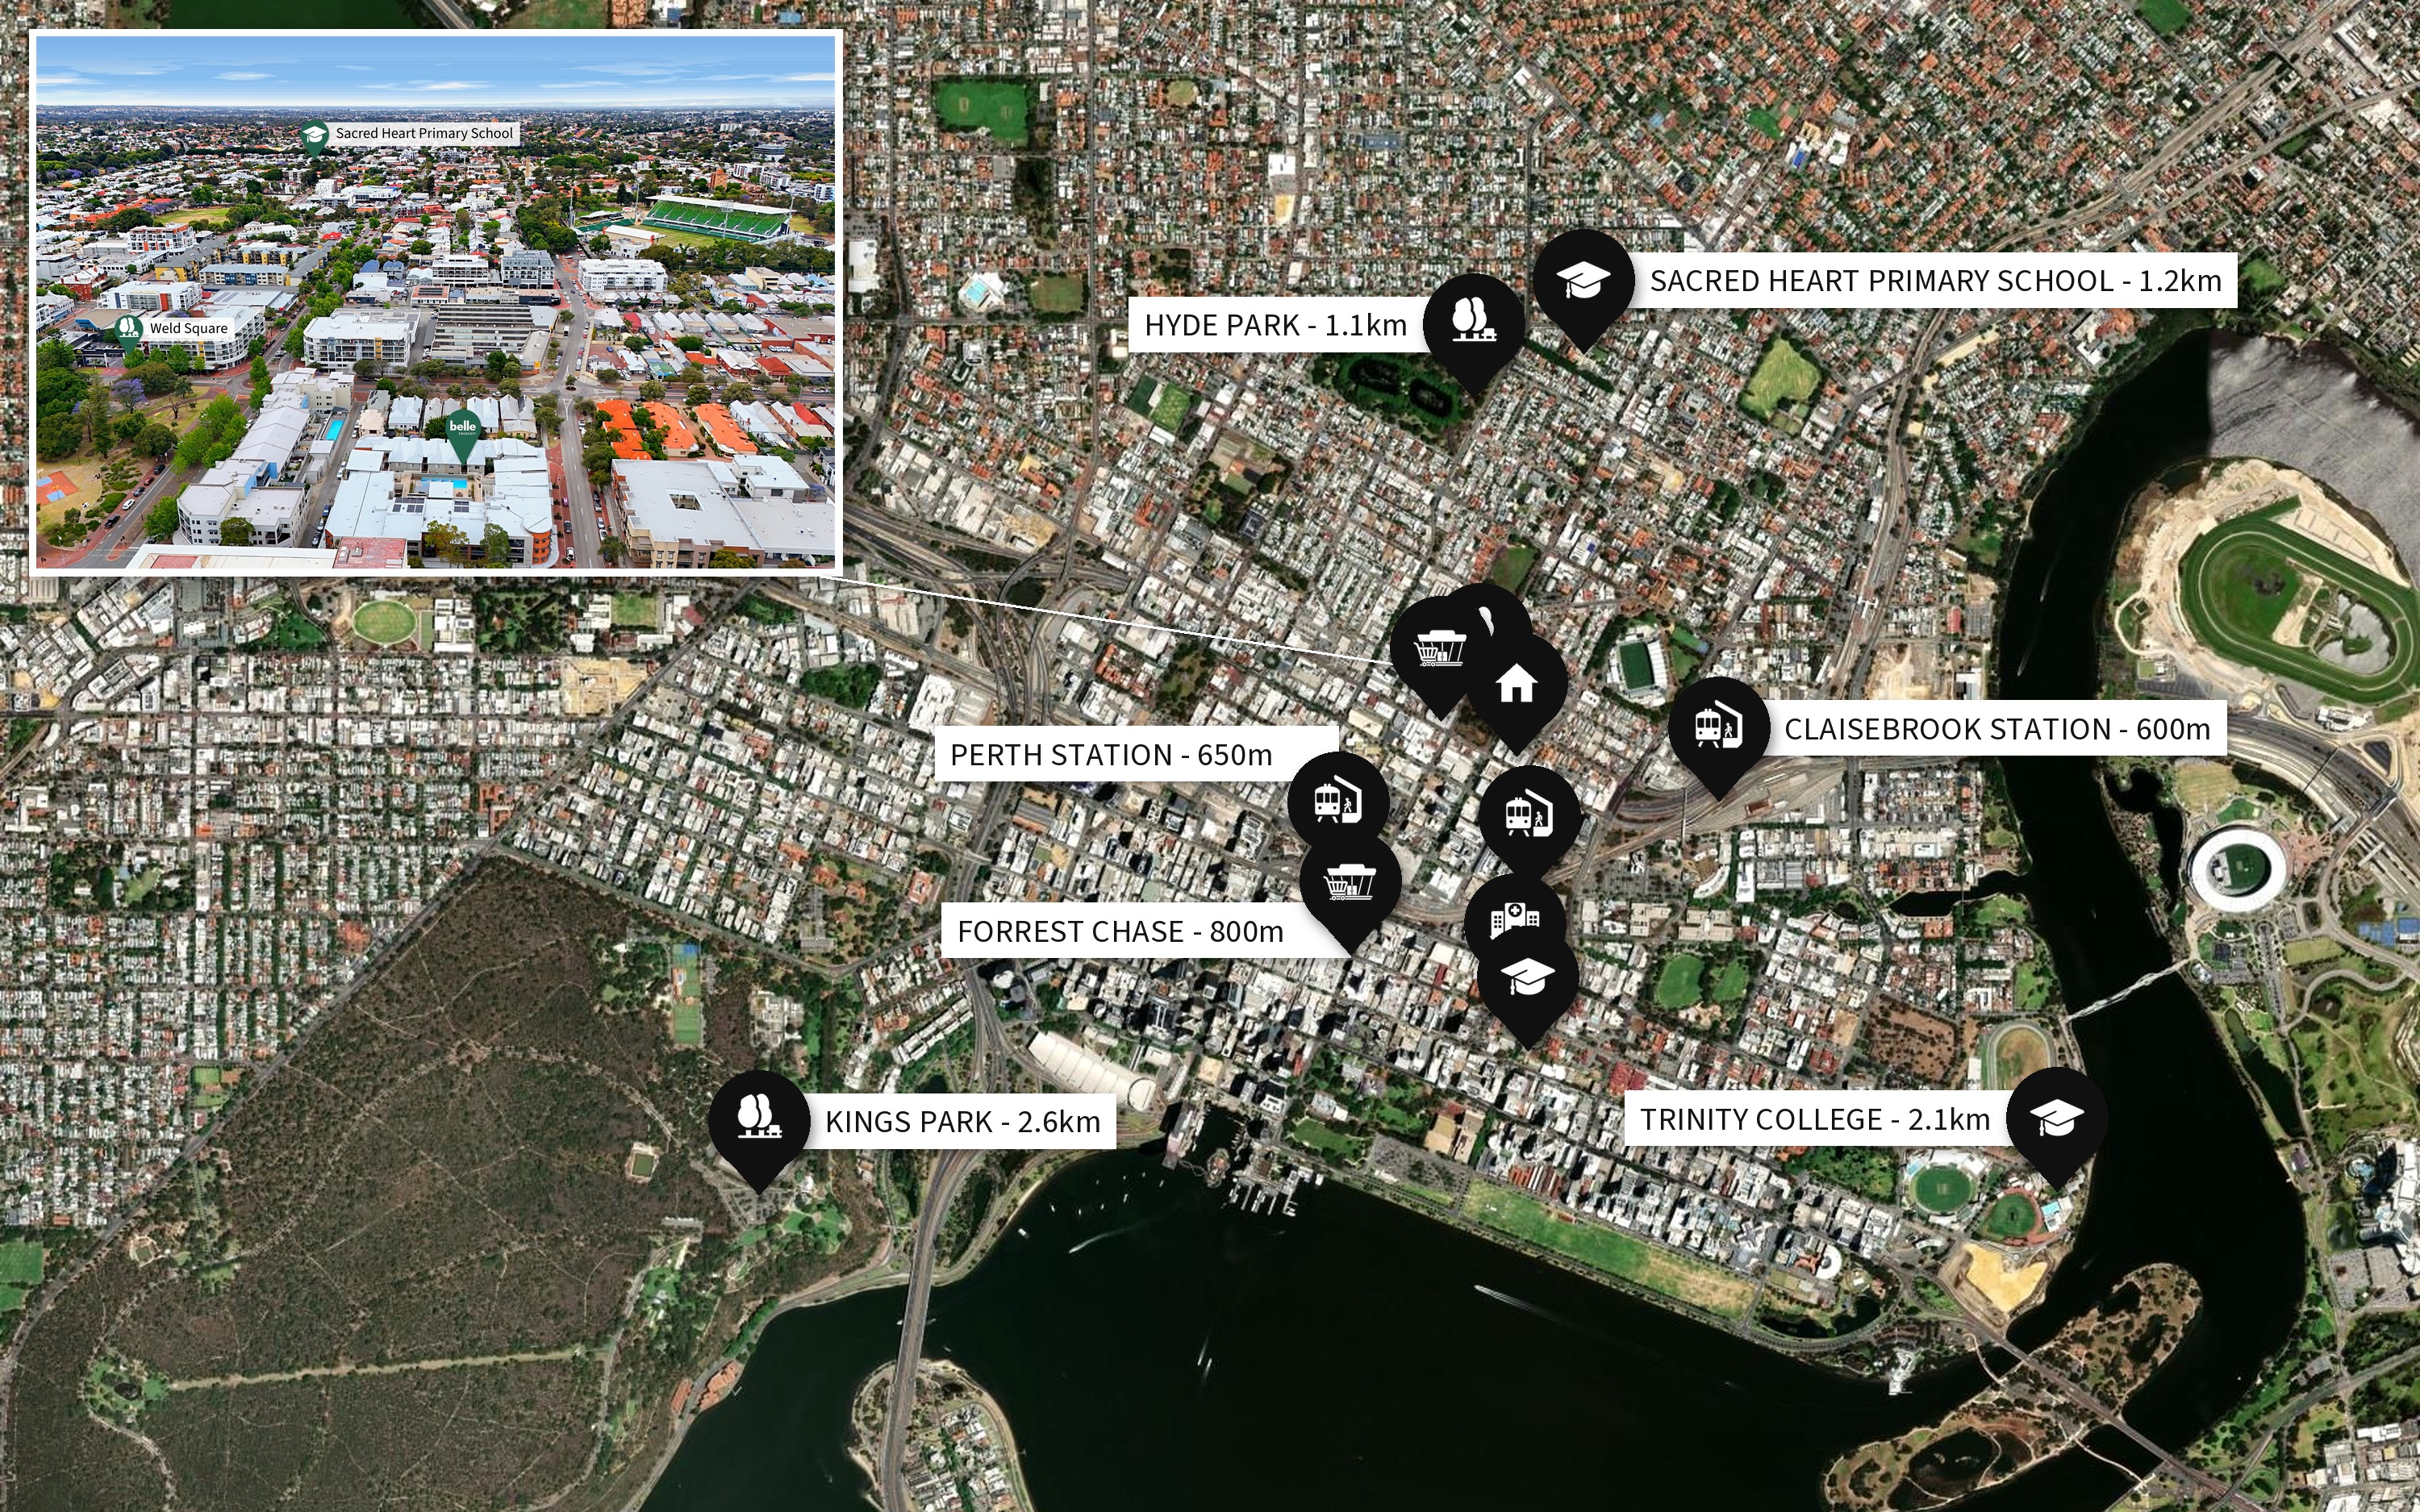 Sacred Heart Primary School
Weld Square
belle
SACRED HEART PRIMARY SCHOOL - 1.2km
HYDE PARK - 1.1km
CLAISEBROOK STATION - 600m
PERTH STATION - 650m
FORREST CHASE - 800m
KINGS PARK - 2.6km
TRINITY COLLEGE - 2.1km